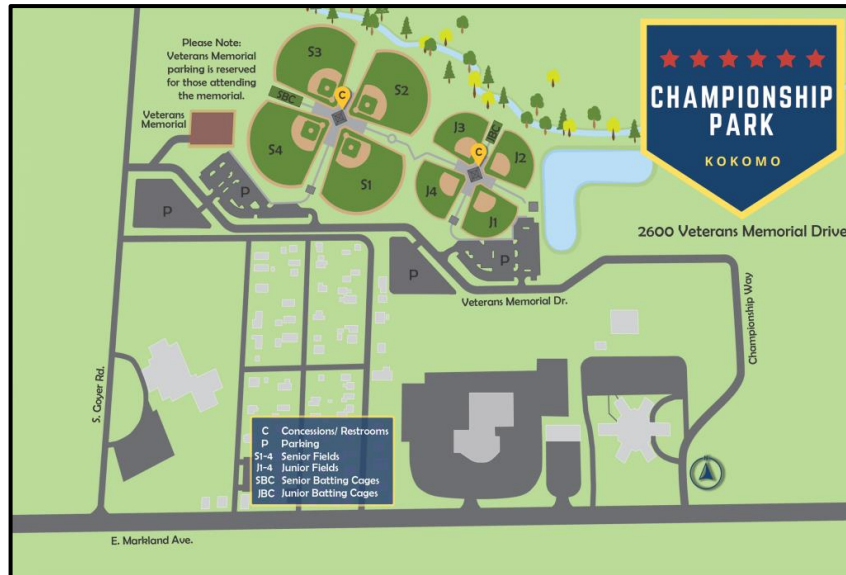 Please Note:
Veterans Memorial
parking is reserved
for those attending
the memorial.
Veterans
Memorial
S3
S2
SBC
C
S4
S1
J3
JBC
J2
C
J4
J1
P
P
P
P
CHAMPIONSHIP
PARK
KOKOMO
2600 Veterans Memorial Drive
Veterans Memorial Dr.
Championship Way
S. Goyer Rd.
C Concessions/ Restrooms
P Parking
S1-4 Senior Fields
J1-4 Junior Fields
SBC Senior Batting Cages
JBC Junior Batting Cages
N
E. Markland Ave.